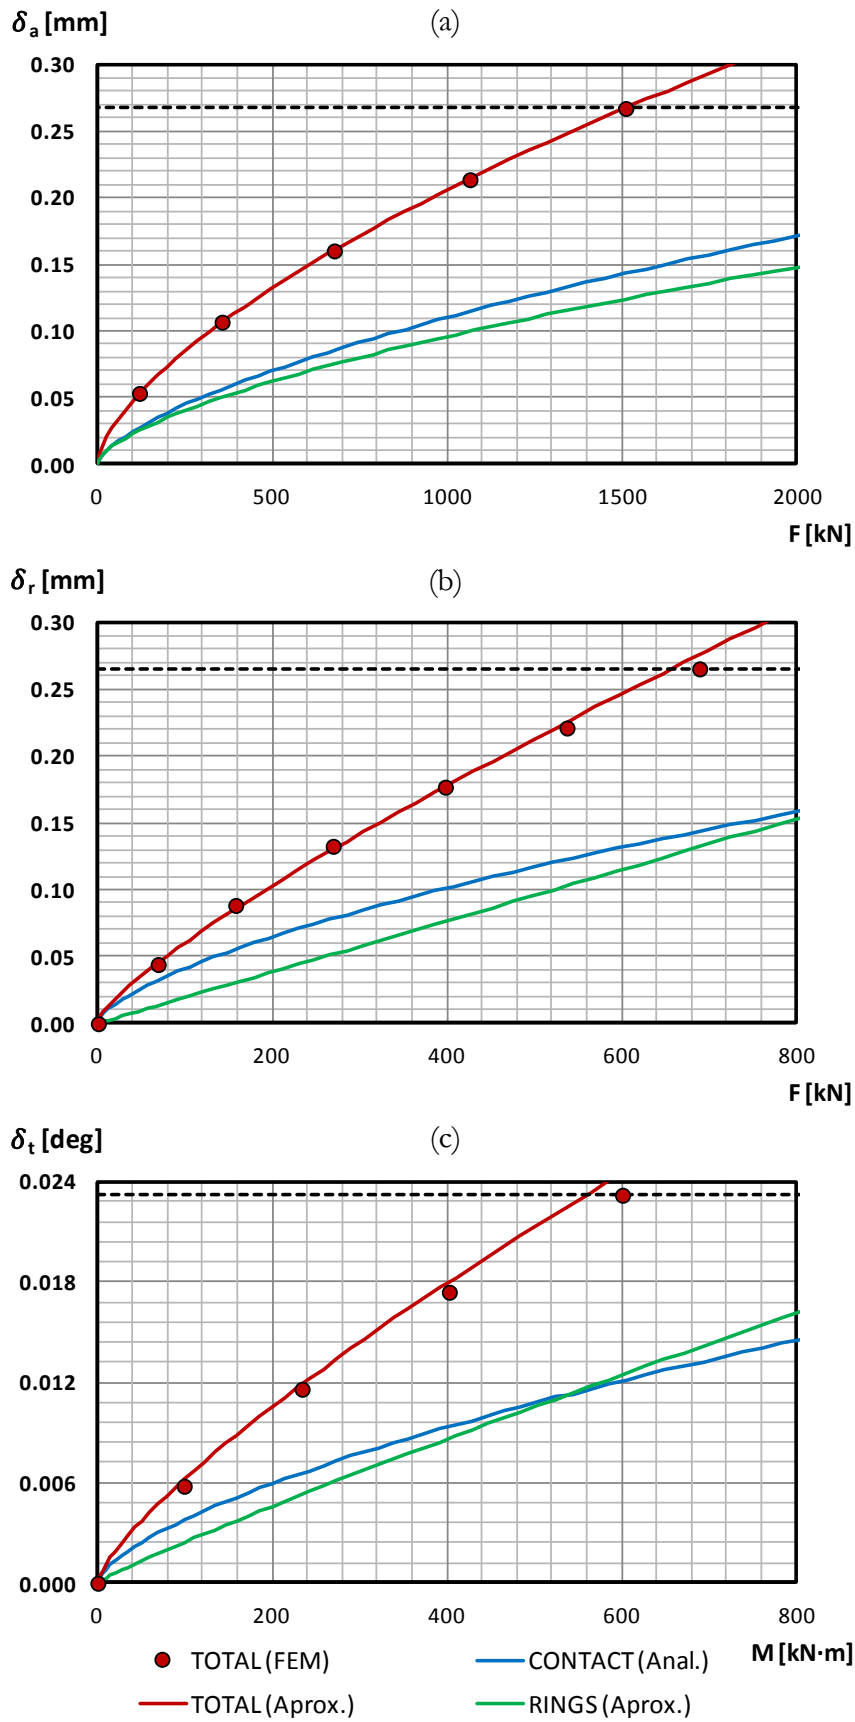 δa [mm]
(a)
0.30
0.25
0.20
0.15
0.10
0.05
0.00
0 500 1000 1500 2000
F [kN]
δr [mm]
(b)
0.30
0.25
0.20
0.15
0.10
0.05
0.00
0 200 400 600 800
F [kN]
δt [deg]
(c)
0.024
0.018
0.012
0.006
0.000
0 200 400 600 800
M [kN·m]
TOTAL (FEM) CONTACT (Anal.)
TOTAL (Aprox.) RINGS (Aprox.)